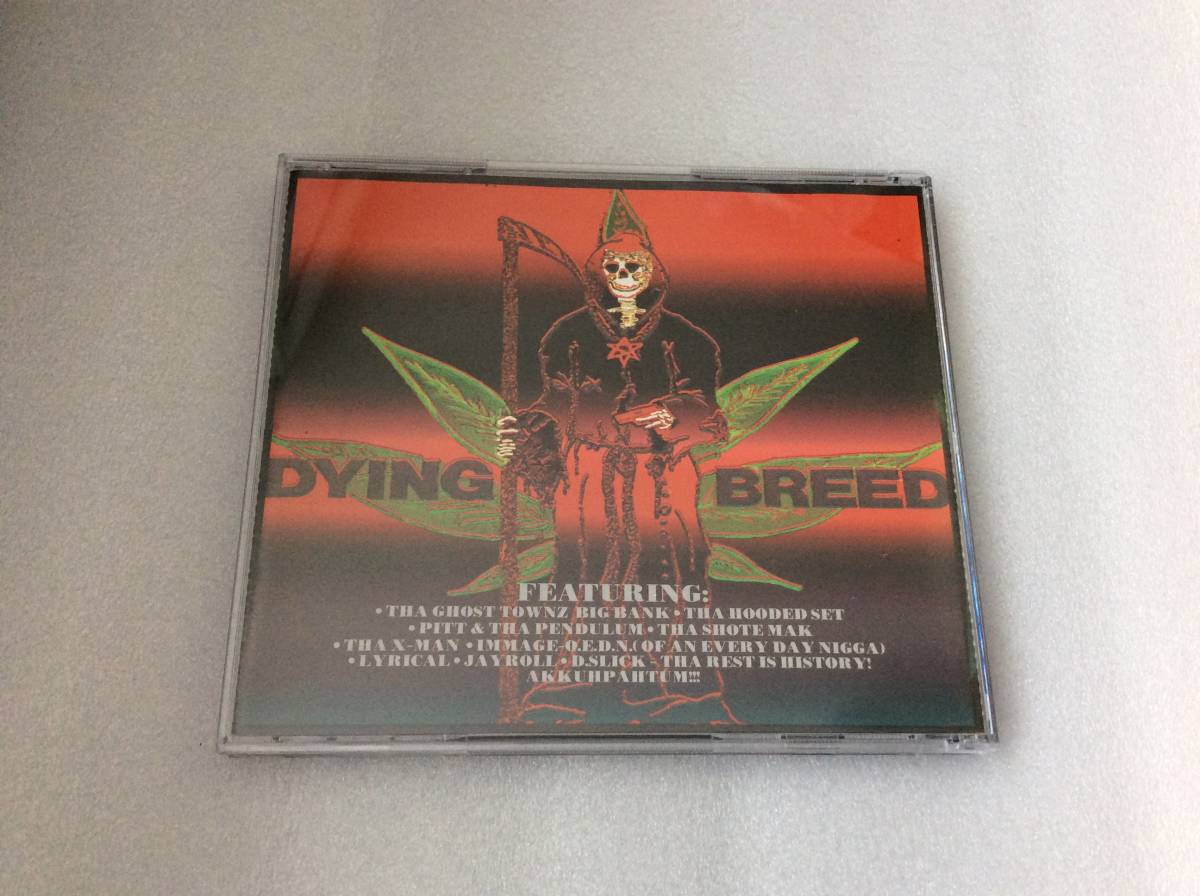 DYING BREED
FEATURING:
• THA GHOST TOWNZ BIG BANK • THA HOODED SET
• PITT & THA PENDULUM • THA SHOTE MAK
• THA X-MAN • IMMAGE-O.E.D.N.( OF AN EVERY DAY NIGGA)
• LYRICAL • JAYROLL • D.SLICK - THA REST IS HISTORY!
AKKUHPAHTUM!!!